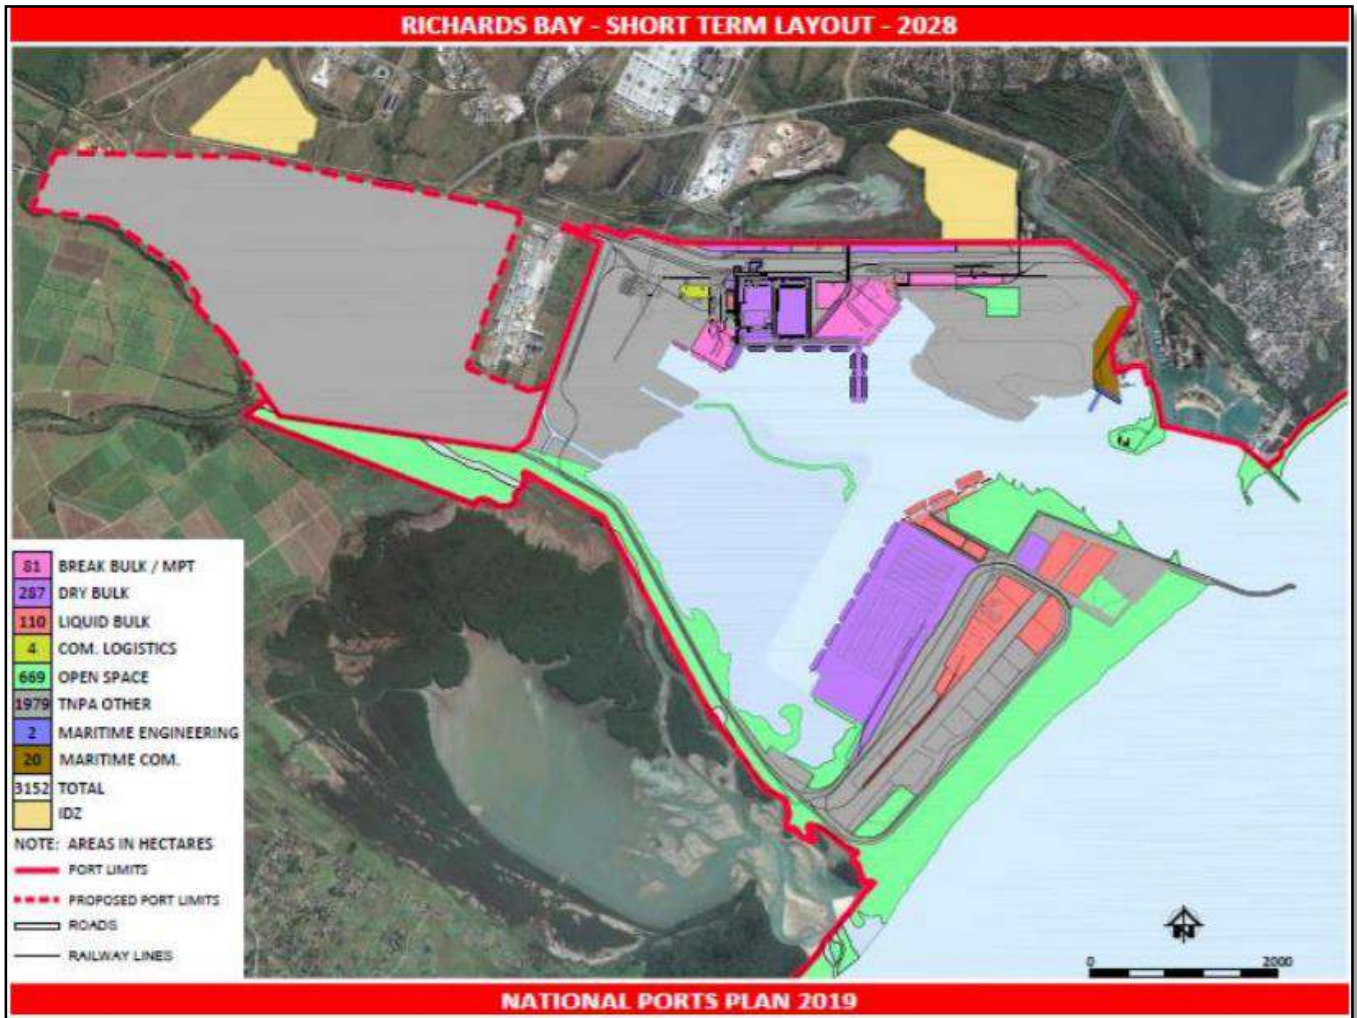 RICHARDS BAY - SHORT TERM LAYOUT - 2028
81 BREAK BULK / MPT
287 DRY BULK
110 LIQUID BULK
4 COM. LOGISTICS
669 OPEN SPACE
1979 TNPA OTHER
2 MARITIME ENGINEERING
20 MARITIME COM.
3152 TOTAL
IDZ
NOTE: AREAS IN HECTARES
PORT LIMITS
PROPOSED PORT LIMITS
ROADS
RAILWAY LINES
N
0 2000
NATIONAL PORTS PLAN 2019